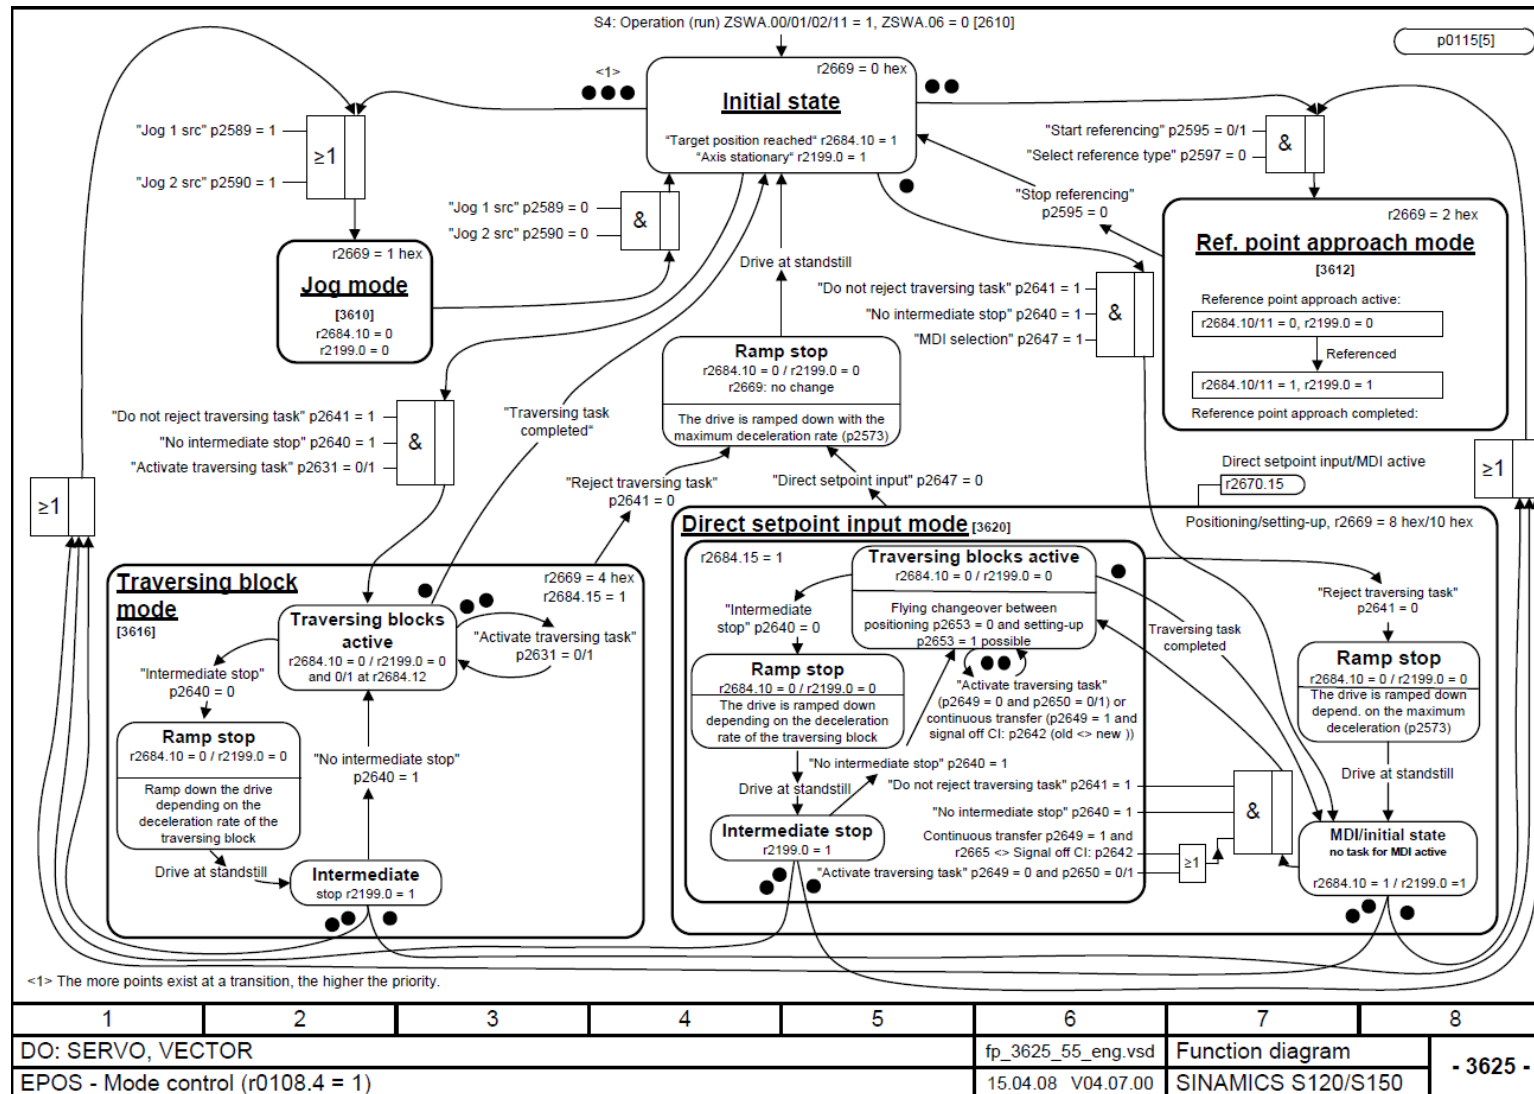 S4: Operation (run) ZSWA.00/01/02/11 = 1, ZSWA.06 = 0 [2610]
p0115[5]
<1>
r2669 = 0 hex
Initial state
"Target position reached" r2684.10 = 1
"Axis stationary" r2199.0 = 1
"Jog 1 src" p2589 = 1
≥1
"Jog 2 src" p2590 = 1
"Jog 1 src" p2589 = 0
&
"Jog 2 src" p2590 = 0
"Start referencing" p2595 = 0/1
&
"Select reference type" p2597 = 0
"Stop referencing"
p2595 = 0
r2669 = 1 hex
Jog mode
[3610]
r2684.10 = 0
r2199.0 = 0
r2669 = 2 hex
Ref. point approach mode
[3612]
Reference point approach active:
r2684.10/11 = 0, r2199.0 = 0
Referenced
r2684.10/11 = 1, r2199.0 = 1
Reference point approach completed:
Drive at standstill
"Do not reject traversing task" p2641 = 1
"No intermediate stop" p2640 = 1
&
"MDI selection" p2647 = 1
Ramp stop
r2684.10 = 0 / r2199.0 = 0
r2669: no change
The drive is ramped down with the
maximum deceleration rate (p2573)
"Do not reject traversing task" p2641 = 1
"No intermediate stop" p2640 = 1
&
"Activate traversing task" p2631 = 0/1
"Traversing task
completed"
"Reject traversing task"
p2641 = 0
"Direct setpoint input" p2647 = 0
Direct setpoint input/MDI active
r2670.15
≥1
≥1
Traversing block
mode
[3616]
r2669 = 4 hex
r2684.15 = 1
Traversing blocks
active
r2684.10 = 0 / r2199.0 = 0
and 0/1 at r2684.12
"Activate traversing task"
p2631 = 0/1
"Intermediate stop"
p2640 = 0
Ramp stop
r2684.10 = 0 / r2199.0 = 0
Ramp down the drive
depending on the
deceleration rate of the
traversing block
"No intermediate stop"
p2640 = 1
Drive at standstill
Intermediate
stop r2199.0 = 1
Direct setpoint input mode [3620]
Positioning/setting-up, r2669 = 8 hex/10 hex
r2684.15 = 1
Traversing blocks active
r2684.10 = 0 / r2199.0 = 0
Flying changeover between
positioning p2653 = 0 and setting-up
p2653 = 1 possible
"Intermediate
stop" p2640 = 0
Ramp stop
r2684.10 = 0 / r2199.0 = 0
The drive is ramped down
depending on the deceleration
rate of the traversing block
"Activate traversing task"
(p2649 = 0 and p2650 = 0/1) or
continuous transfer (p2649 = 1 and
signal off CI: p2642 (old <> new ))
"No intermediate stop" p2640 = 1
Drive at standstill
Intermediate stop
r2199.0 = 1
"Do not reject traversing task" p2641 = 1
"No intermediate stop" p2640 = 1
&
Continuous transfer p2649 = 1 and
r2665 <> Signal off CI: p2642
≥1
"Activate traversing task" p2649 = 0 and p2650 = 0/1
Traversing task
completed
"Reject traversing task"
p2641 = 0
Ramp stop
r2684.10 = 0 / r2199.0 = 0
The drive is ramped down
depend. on the maximum
deceleration (p2573)
Drive at standstill
MDI/initial state
no task for MDI active
r2684.10 = 1 / r2199.0 =1
<1> The more points exist at a transition, the higher the priority.
1 2 3 4 5 6 7 8
DO: SERVO, VECTOR
fp_3625_55_eng.vsd
Function diagram
- 3625 -
EPOS - Mode control (r0108.4 = 1)
15.04.08 V04.07.00
SINAMICS S120/S150